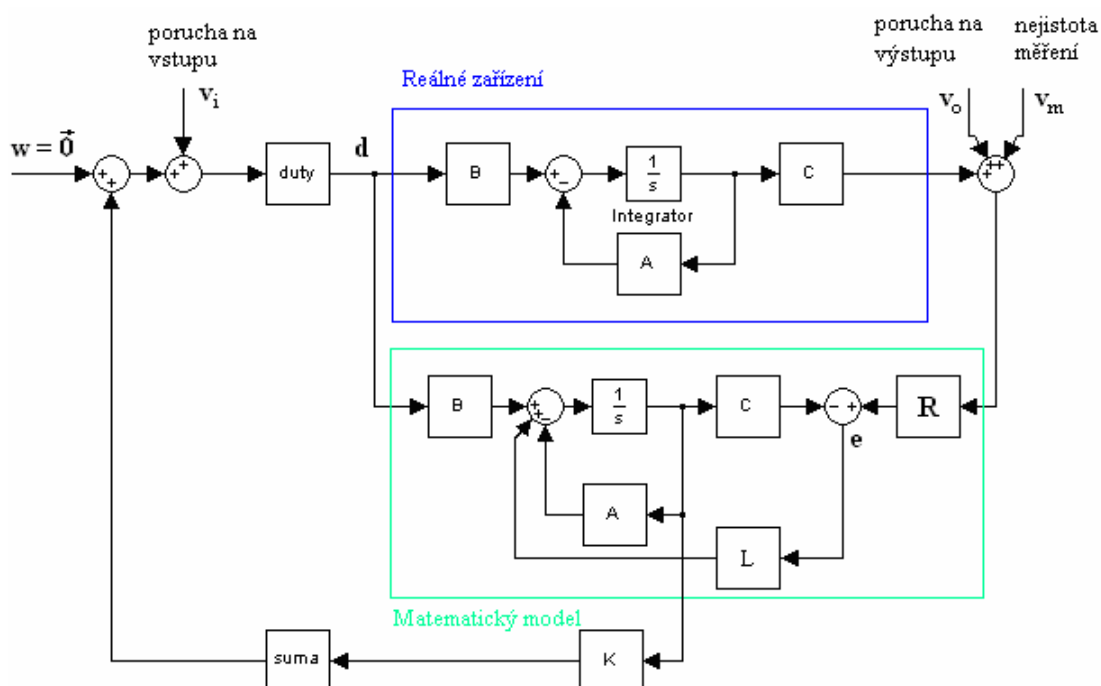 porucha na
vstupu
porucha na
výstupu
nejistota
měření
Reálné zařízení
v_i
v_o
v_m
w = 0⃗
d
+
+
+
+
duty
B
+
−
1/s
Integrator
A
C
+
++
B
+
+
−
1/s
C
−
+
R
e
A
L
Matematický model
suma
K